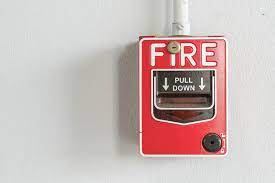 FIRE
↓ PULL ↓
DOWN